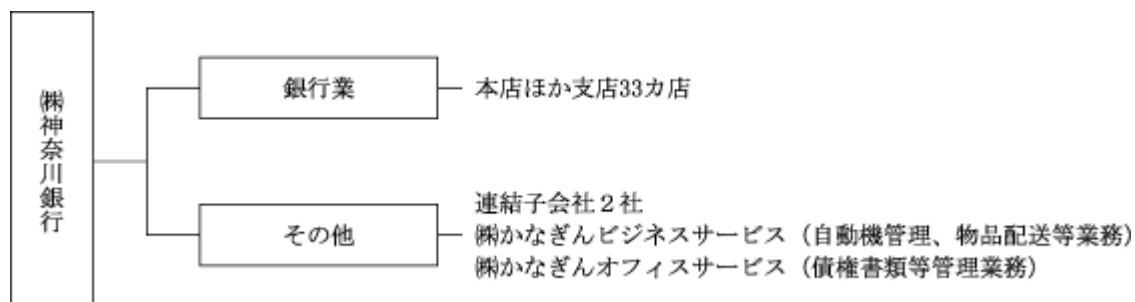 ㈱神奈川銀行
銀行業
本店ほか支店33カ店
その他
連結子会社２社
㈱かなぎんビジネスサービス（自動機管理、物品配送等業務）
㈱かなぎんオフィスサービス（債権書類等管理業務）